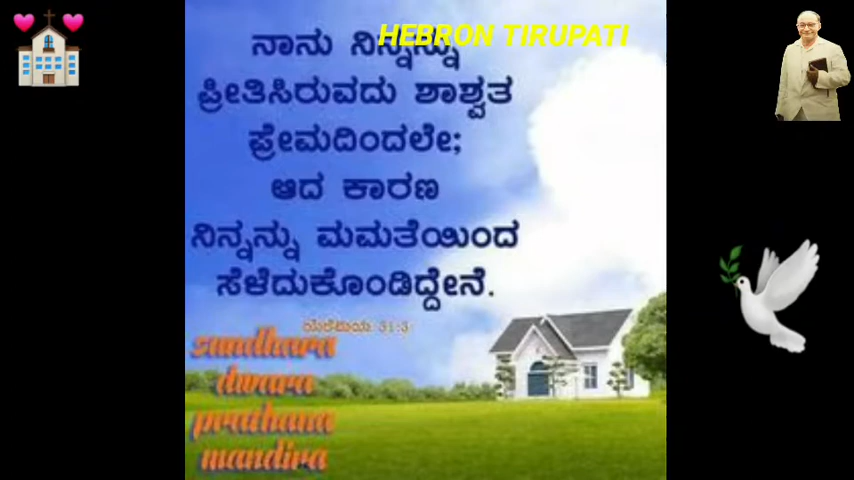 HEBRON TIRUPATI
ನಾನು ನಿನ್ನನ್ನು
ಪ್ರೀತಿಸಿರುವದು ಶಾಶ್ವತ
ಪ್ರೇಮದಿಂದಲೇ;
ಆದ ಕಾರಣ
ನಿನ್ನನ್ನು ಮಮತೆಯಿಂದ
ಸೆಳೆದುಕೊಂಡಿದ್ದೇನೆ.
ಯೆರೆಮಿಯ 31:3
sundhara
dwara
prathana
mandira